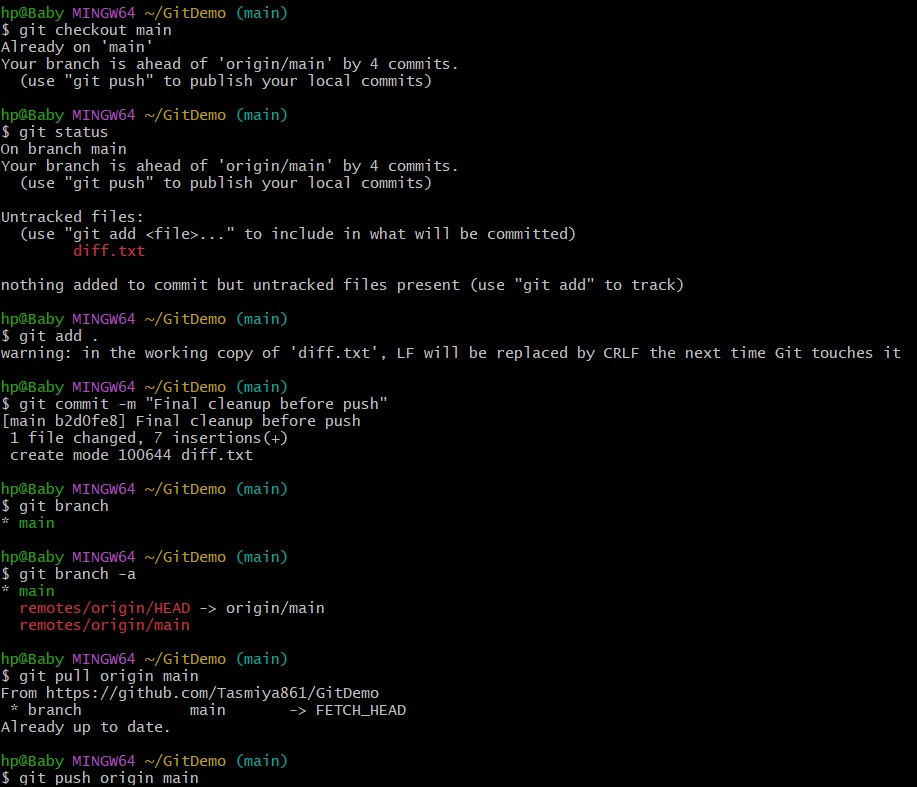 hp@Baby MINGW64 ~/GitDemo (main)
$ git checkout main
Already on 'main'
Your branch is ahead of 'origin/main' by 4 commits.
  (use "git push" to publish your local commits)

hp@Baby MINGW64 ~/GitDemo (main)
$ git status
On branch main
Your branch is ahead of 'origin/main' by 4 commits.
  (use "git push" to publish your local commits)

Untracked files:
  (use "git add <file>..." to include in what will be committed)
        diff.txt

nothing added to commit but untracked files present (use "git add" to track)

hp@Baby MINGW64 ~/GitDemo (main)
$ git add .
warning: in the working copy of 'diff.txt', LF will be replaced by CRLF the next time Git touches it

hp@Baby MINGW64 ~/GitDemo (main)
$ git commit -m "Final cleanup before push"
[main b2d0fe8] Final cleanup before push
 1 file changed, 7 insertions(+)
 create mode 100644 diff.txt

hp@Baby MINGW64 ~/GitDemo (main)
$ git branch
* main

hp@Baby MINGW64 ~/GitDemo (main)
$ git branch -a
* main
  remotes/origin/HEAD -> origin/main
  remotes/origin/main

hp@Baby MINGW64 ~/GitDemo (main)
$ git pull origin main
From https://github.com/Tasmiya861/GitDemo
 * branch            main       -> FETCH_HEAD
Already up to date.

hp@Baby MINGW64 ~/GitDemo (main)
$ git push origin main